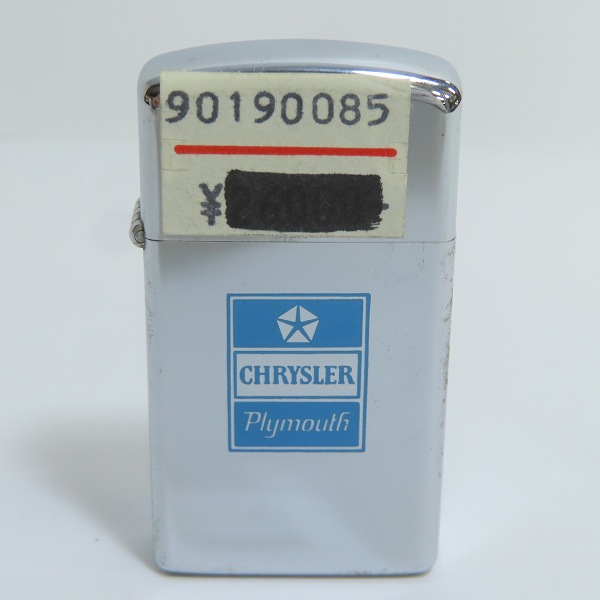 90190085
¥
CHRYSLER
Plymouth